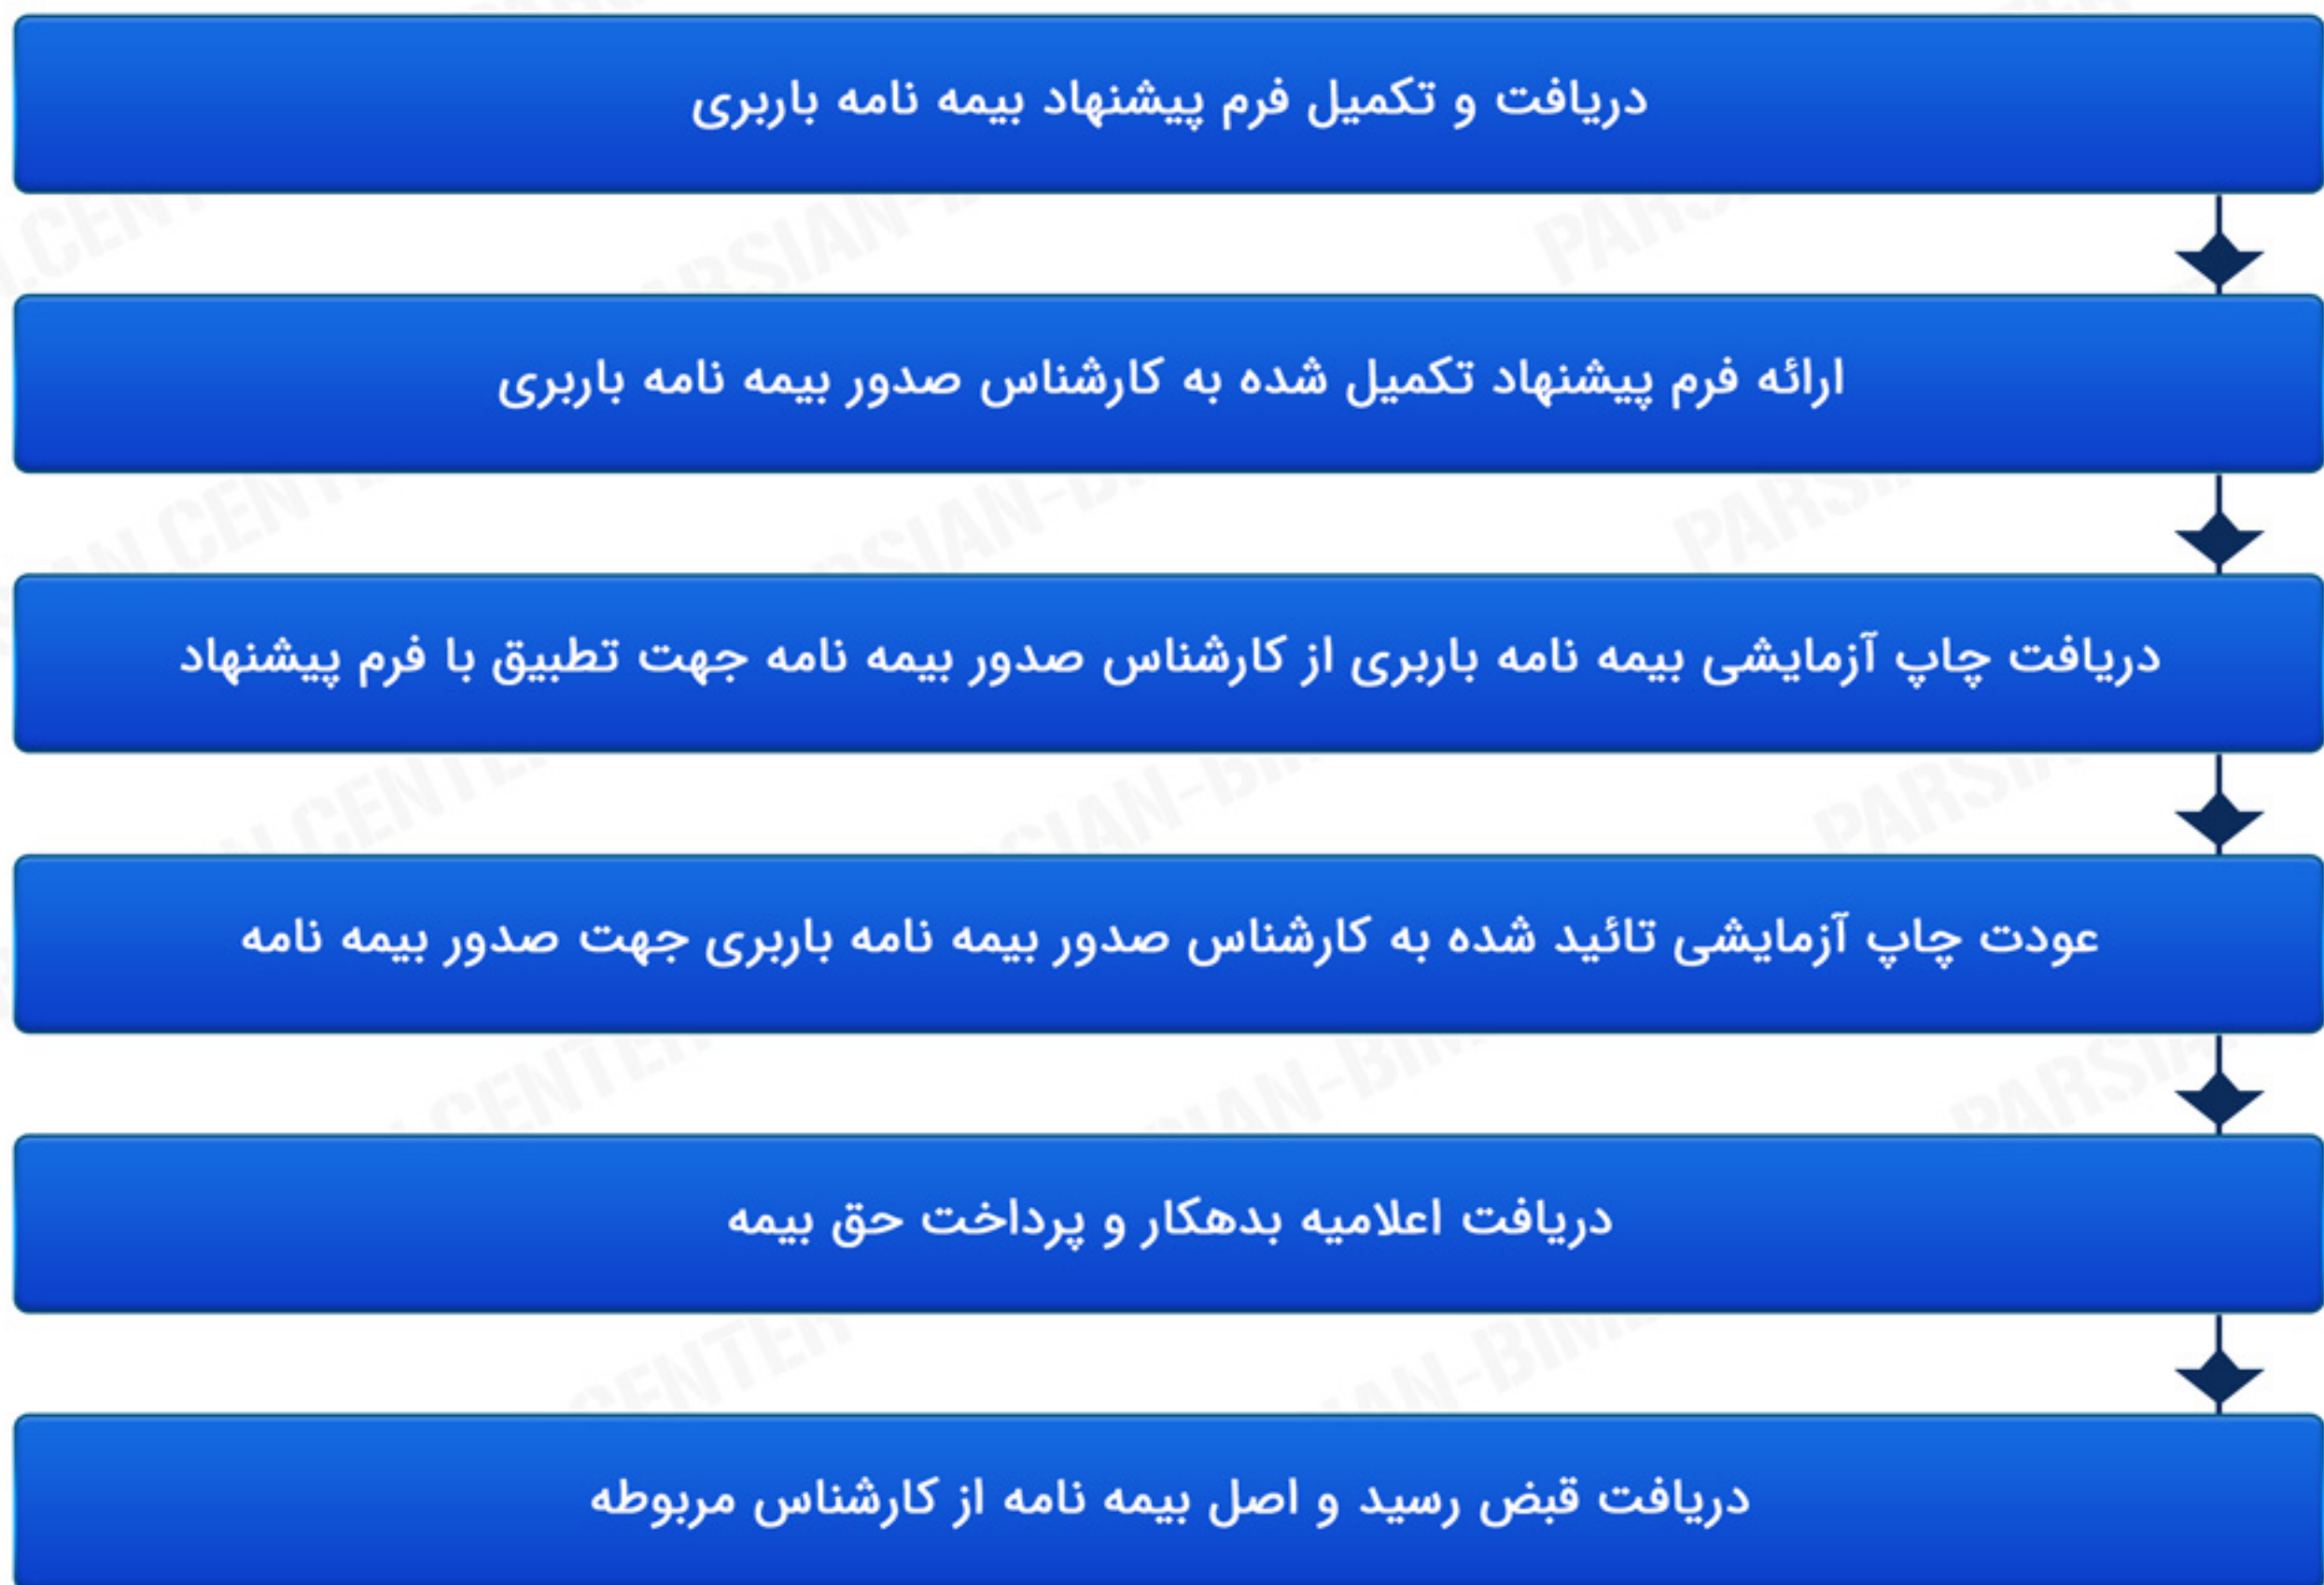 دریافت و تکمیل فرم پیشنهاد بیمه نامه باربری
ارائه فرم پیشنهاد تکمیل شده به کارشناس صدور بیمه نامه باربری
دریافت چاپ آزمایشی بیمه نامه باربری از کارشناس صدور بیمه نامه جهت تطبیق با فرم پیشنهاد
عودت چاپ آزمایشی تائید شده به کارشناس صدور بیمه نامه باربری جهت صدور بیمه نامه
دریافت اعلامیه بدهکار و پرداخت حق بیمه
دریافت قبض رسید و اصل بیمه نامه از کارشناس مربوطه